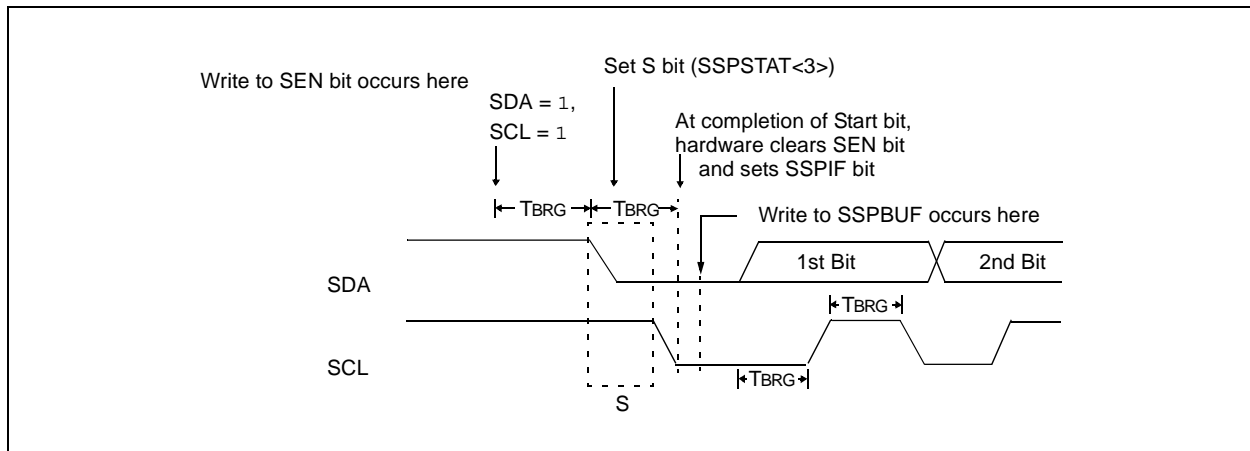 Write to SEN bit occurs here
Set S bit (SSPSTAT<3>)
SDA = 1,
SCL = 1
At completion of Start bit,
hardware clears SEN bit
and sets SSPIF bit
TBRG
TBRG
Write to SSPBUF occurs here
SDA
1st Bit
2nd Bit
TBRG
SCL
TBRG
S